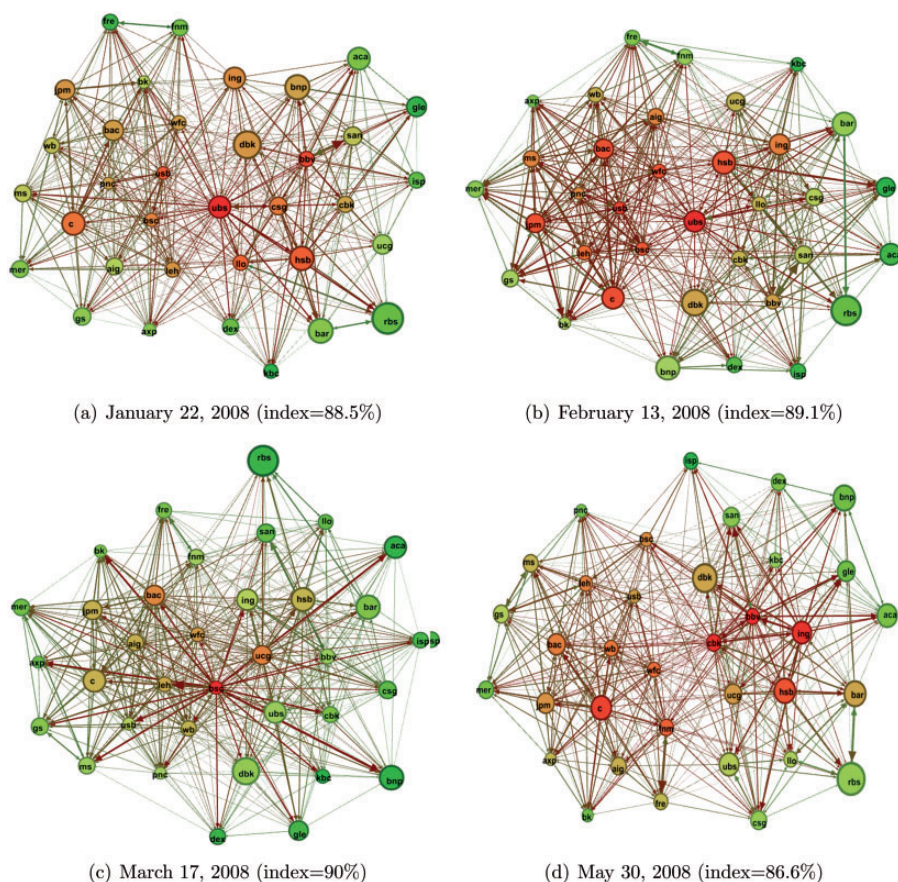 fre
fnm
aca
ing
bnp
jpm
bk
gle
bac
wfc
wb
dbk
san
bbv
usb
isp
ms
pnc
ubs
csg
cbk
c
bsc
ucg
mer
aig
leh
llo
hsb
gs
axp
dex
bar
rbs
kbc
(a) January 22, 2008 (index=88.5%)
fre
fnm
kbc
axp
wb
ucg
aig
bar
bac
ing
ms
hsb
wfc
mer
pnc
gle
usb
llo
csg
jpm
ubs
leh
bsc
cbk
san
aca
gs
c
dbk
bbv
rbs
bk
bnp
dex
isp
(b) February 13, 2008 (index=89.1%)
rbs
fre
llo
san
bk
fnm
aca
mer
jpm
bac
ing
hsb
bar
aig
wfc
isp
sp
axp
ucg
bbv
c
leh
bsc
csg
gs
usb
wb
ubs
cbk
ms
pnc
dbk
kbc
bnp
dex
gle
(c) March 17, 2008 (index=90%)
isp
dex
bnp
pnc
san
bsc
ms
kbc
gle
leh
dbk
usb
gs
bbv
aca
bac
wb
cbk
ing
mer
wfc
jpm
c
ucg
hsb
bar
fnm
axp
aig
ubs
llo
rbs
fre
bk
csg
(d) May 30, 2008 (index=86.6%)